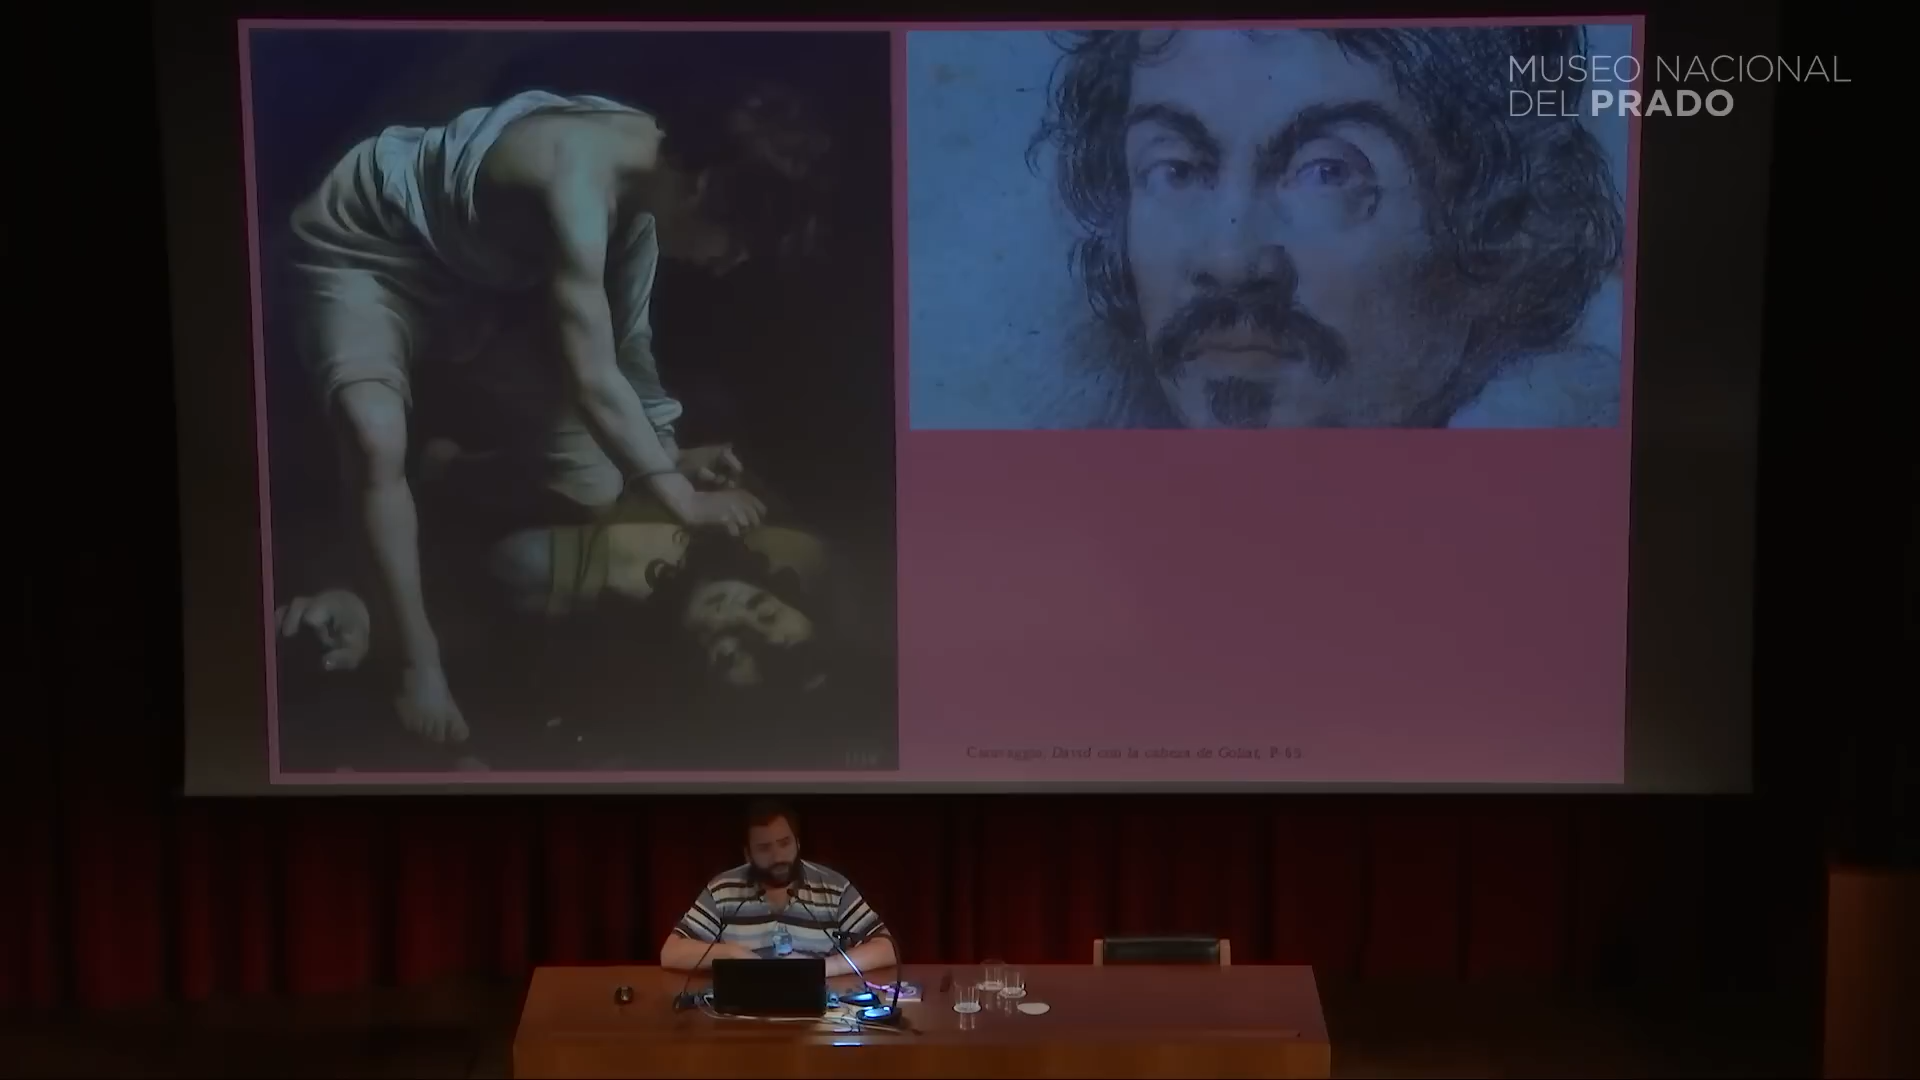 MUSEO NACIONAL
DEL PRADO
Caravaggio, David con la cabeza de Goliat, P-65.